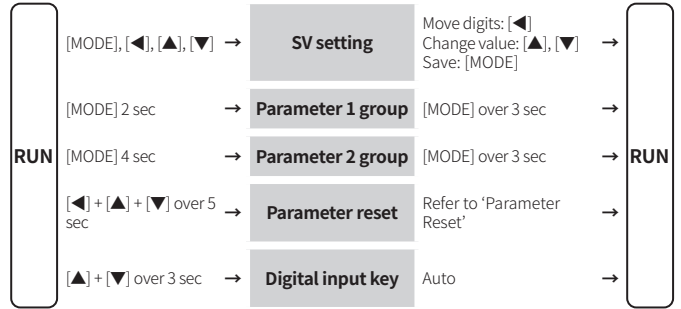 RUN
[MODE], [◀], [▲], [▼] →
SV setting
Move digits: [◀]
Change value: [▲], [▼] →
Save: [MODE]
[MODE] 2 sec → Parameter 1 group [MODE] over 3 sec →
[MODE] 4 sec → Parameter 2 group [MODE] over 3 sec →
[◀] + [▲] + [▼] over 5
sec →
Parameter reset
Refer to ‘Parameter
Reset’ →
[▲] + [▼] over 3 sec → Digital input key Auto →
RUN